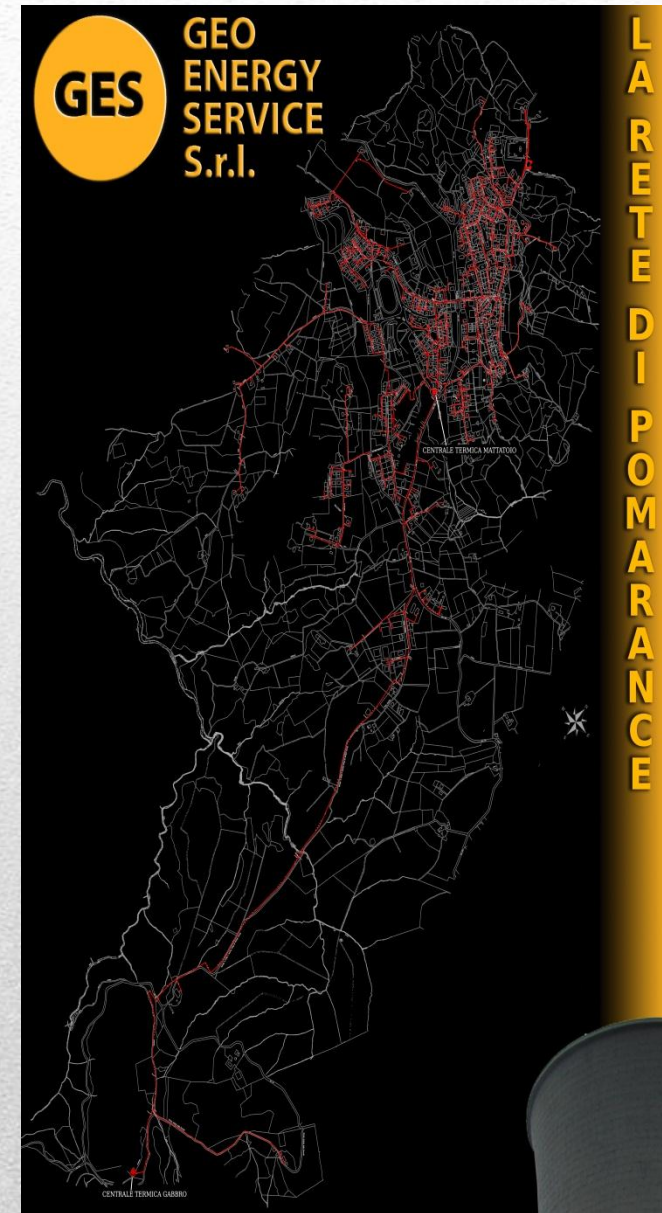 GES
GEO
ENERGY
SERVICE
S.r.l.
LA RETE DI POMARANCE
CENTRALE TERMICA MATTATOIO
CENTRALE TERMICA GABBRO